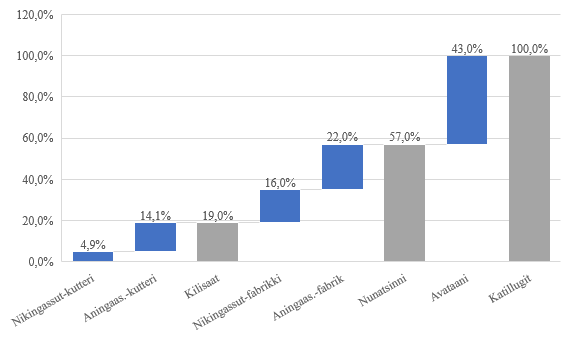 120,0%
100,0%
80,0%
60,0%
40,0%
20,0%
0,0%
4,9%
14,1%
19,0%
16,0%
22,0%
57,0%
43,0%
100,0%
Nikingassut-kutteri
Aningaas.-kutteri
Kilisaat
Nikingassut-fabrikki
Aningaas.-fabrik
Nunatsinni
Avataani
Katillugit